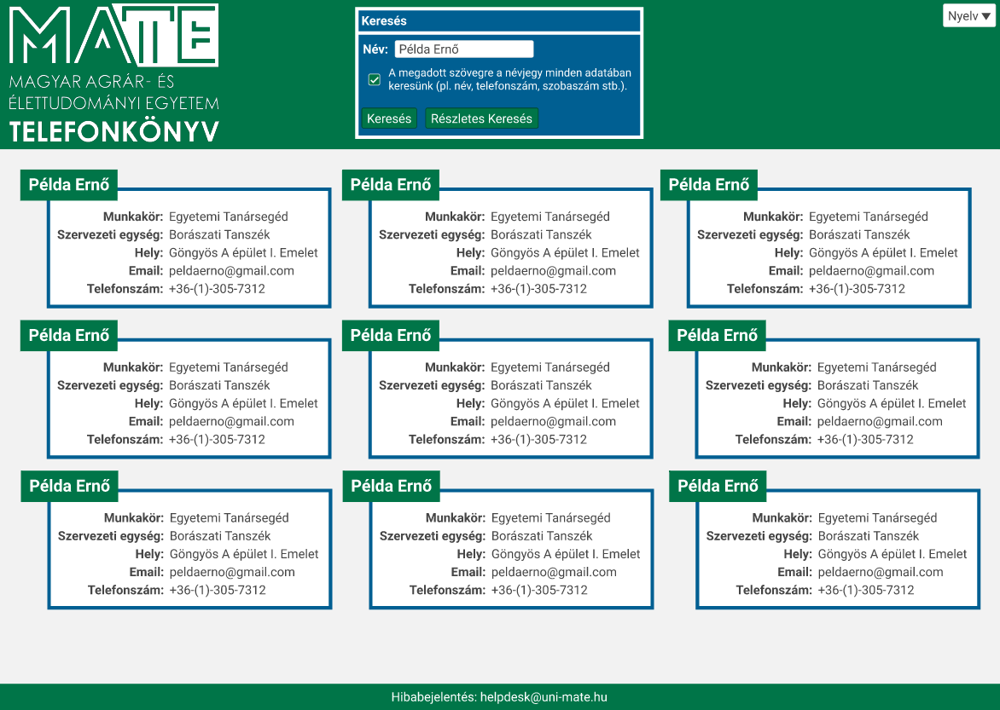 MATE
MAGYAR AGRÁR- ÉS
ÉLETTUDOMÁNYI EGYETEM
TELEFONKÖNYV
Keresés
Név: Példa Ernő
A megadott szövegre a névjegy minden adatában
keresünk (pl. név, telefonszám, szobaszám stb.).
Keresés Részletes Keresés
Nyelv ▼
Példa Ernő
Munkakör: Egyetemi Tanársegéd
Szervezeti egység: Borászati Tanszék
Hely: Göngyös A épület I. Emelet
Email: peldaerno@gmail.com
Telefonszám: +36-(1)-305-7312
Példa Ernő
Munkakör: Egyetemi Tanársegéd
Szervezeti egység: Borászati Tanszék
Hely: Göngyös A épület I. Emelet
Email: peldaerno@gmail.com
Telefonszám: +36-(1)-305-7312
Példa Ernő
Munkakör: Egyetemi Tanársegéd
Szervezeti egység: Borászati Tanszék
Hely: Göngyös A épület I. Emelet
Email: peldaerno@gmail.com
Telefonszám: +36-(1)-305-7312
Példa Ernő
Munkakör: Egyetemi Tanársegéd
Szervezeti egység: Borászati Tanszék
Hely: Göngyös A épület I. Emelet
Email: peldaerno@gmail.com
Telefonszám: +36-(1)-305-7312
Példa Ernő
Munkakör: Egyetemi Tanársegéd
Szervezeti egység: Borászati Tanszék
Hely: Göngyös A épület I. Emelet
Email: peldaerno@gmail.com
Telefonszám: +36-(1)-305-7312
Példa Ernő
Munkakör: Egyetemi Tanársegéd
Szervezeti egység: Borászati Tanszék
Hely: Göngyös A épület I. Emelet
Email: peldaerno@gmail.com
Telefonszám: +36-(1)-305-7312
Példa Ernő
Munkakör: Egyetemi Tanársegéd
Szervezeti egység: Borászati Tanszék
Hely: Göngyös A épület I. Emelet
Email: peldaerno@gmail.com
Telefonszám: +36-(1)-305-7312
Példa Ernő
Munkakör: Egyetemi Tanársegéd
Szervezeti egység: Borászati Tanszék
Hely: Göngyös A épület I. Emelet
Email: peldaerno@gmail.com
Telefonszám: +36-(1)-305-7312
Példa Ernő
Munkakör: Egyetemi Tanársegéd
Szervezeti egység: Borászati Tanszék
Hely: Göngyös A épület I. Emelet
Email: peldaerno@gmail.com
Telefonszám: +36-(1)-305-7312
Hibabejelentés: helpdesk@uni-mate.hu